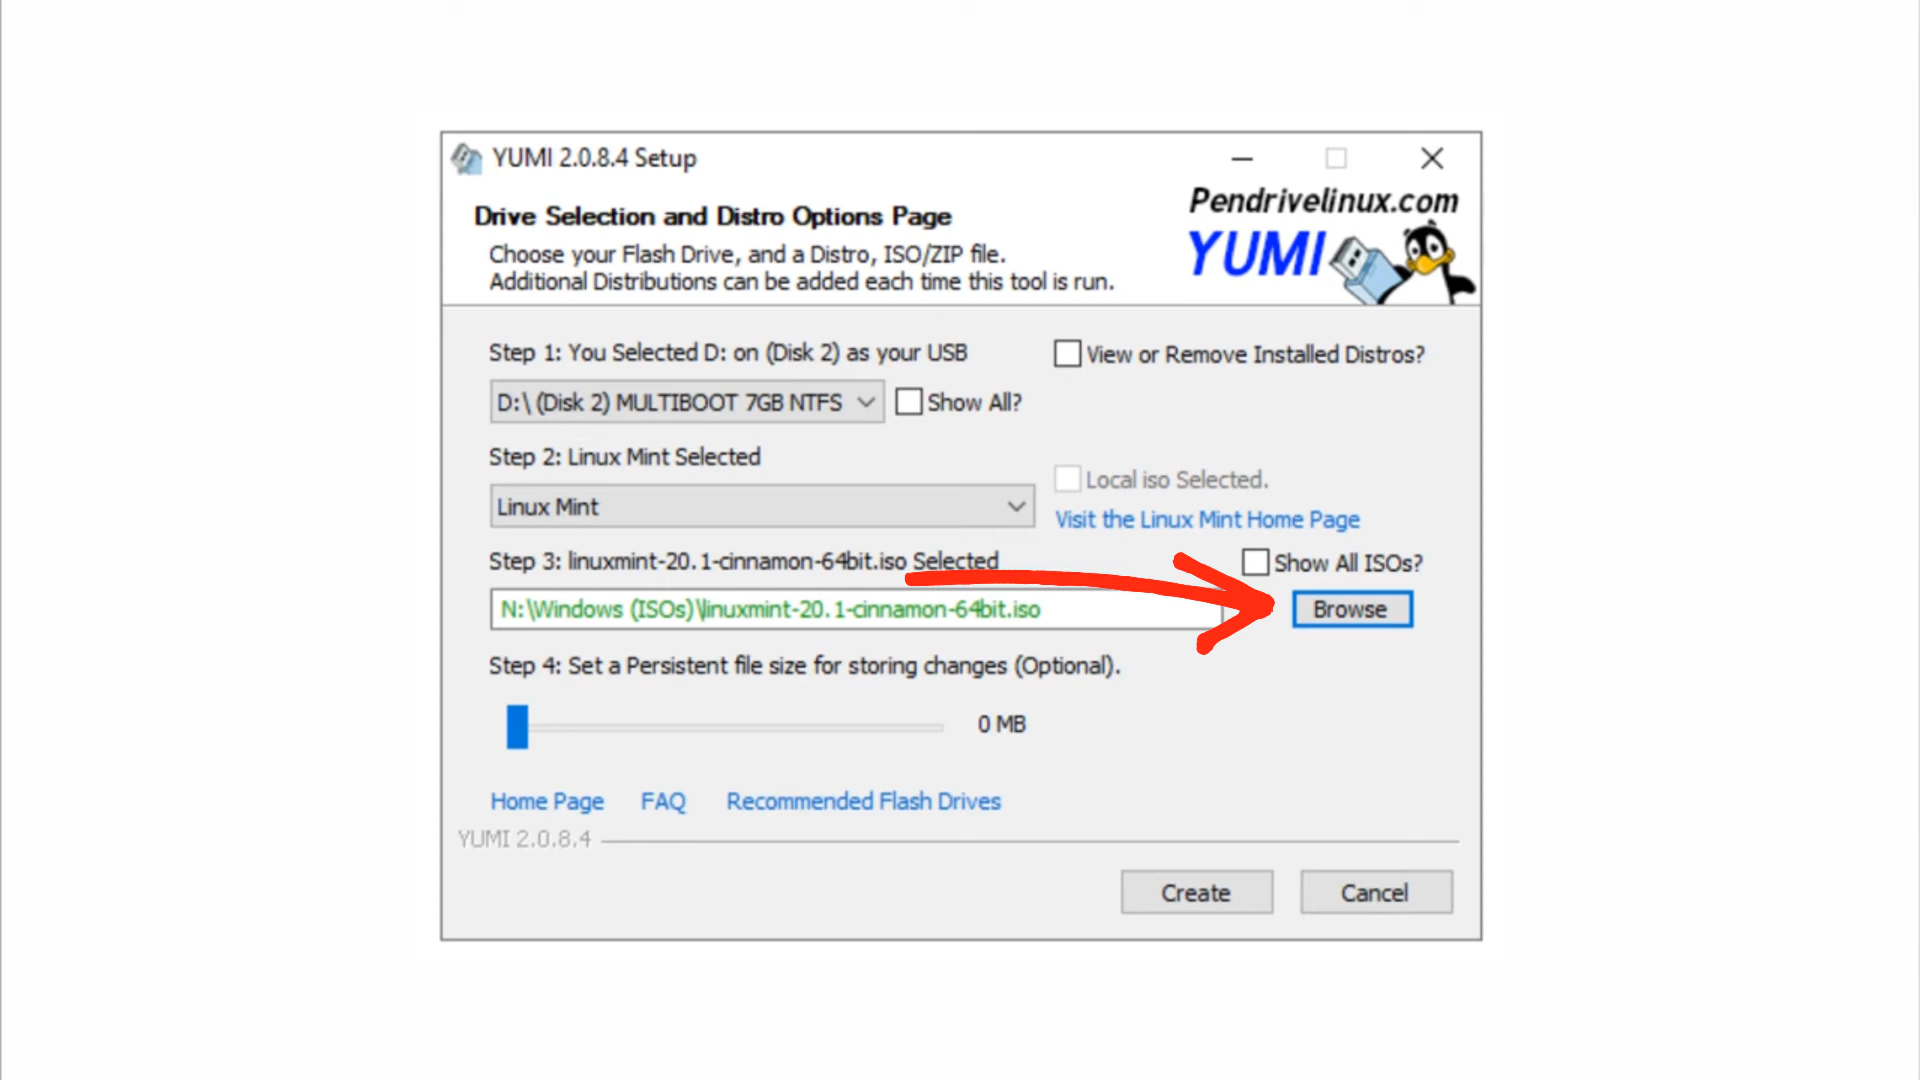 YUMI 2.0.8.4 Setup
Drive Selection and Distro Options Page
Choose your Flash Drive, and a Distro, ISO/ZIP file.
Additional Distributions can be added each time this tool is run.
Pendrivelinux.com
YUMI
Step 1: You Selected D: on (Disk 2) as your USB
View or Remove Installed Distros?
D:\ (Disk 2) MULTIBOOT 7GB NTFS
Show All?
Step 2: Linux Mint Selected
Local iso Selected.
Linux Mint
Visit the Linux Mint Home Page
Step 3: linuxmint-20.1-cinnamon-64bit.iso Selected
Show All ISOs?
N:\Windows (ISOs)\linuxmint-20.1-cinnamon-64bit.iso
Browse
Step 4: Set a Persistent file size for storing changes (Optional).
0 MB
Home Page FAQ Recommended Flash Drives
YUMI 2.0.8.4
Create Cancel